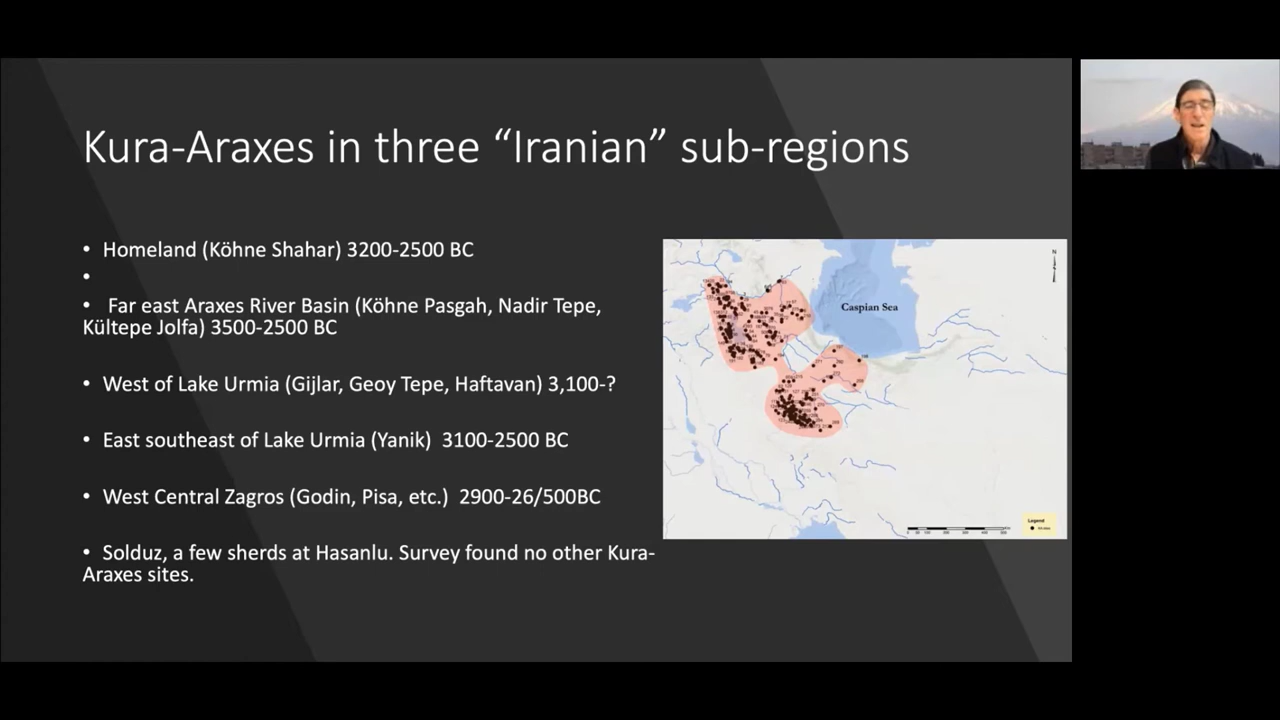 Kura-Araxes in three “Iranian” sub-regions
• Homeland (Köhne Shahar) 3200-2500 BC
•
• Far east Araxes River Basin (Köhne Pasgah, Nadir Tepe,
Kültepe Jolfa) 3500-2500 BC
• West of Lake Urmia (Gijlar, Geoy Tepe, Haftavan) 3,100-?
• East southeast of Lake Urmia (Yanik) 3100-2500 BC
• West Central Zagros (Godin, Pisa, etc.) 2900-26/500BC
• Solduz, a few sherds at Hasanlu. Survey found no other Kura-
Araxes sites.
Caspian Sea
Legend